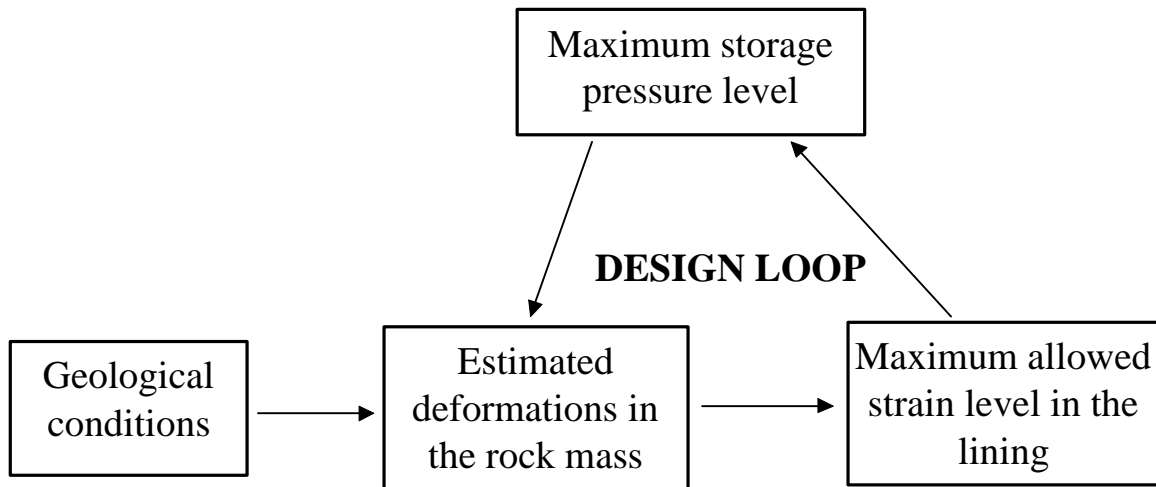 Maximum storage
pressure level
DESIGN LOOP
Geological
conditions
Estimated
deformations in
the rock mass
Maximum allowed
strain level in the
lining